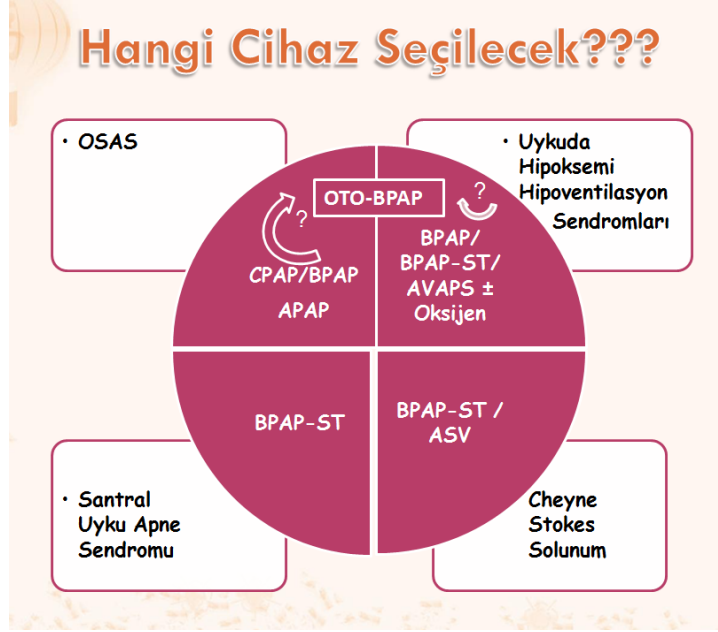 Hangi Cihaz Seçilecek???
• OSAS
• Uykuda
Hipoksemi
Hipoventilasyon
Sendromları
OTO-BPAP
?
?
CPAP/BPAP
APAP
BPAP/
BPAP-ST/
AVAPS ±
Oksijen
BPAP-ST
BPAP-ST /
ASV
• Santral
Uyku Apne
Sendromu
Cheyne
Stokes
Solunum